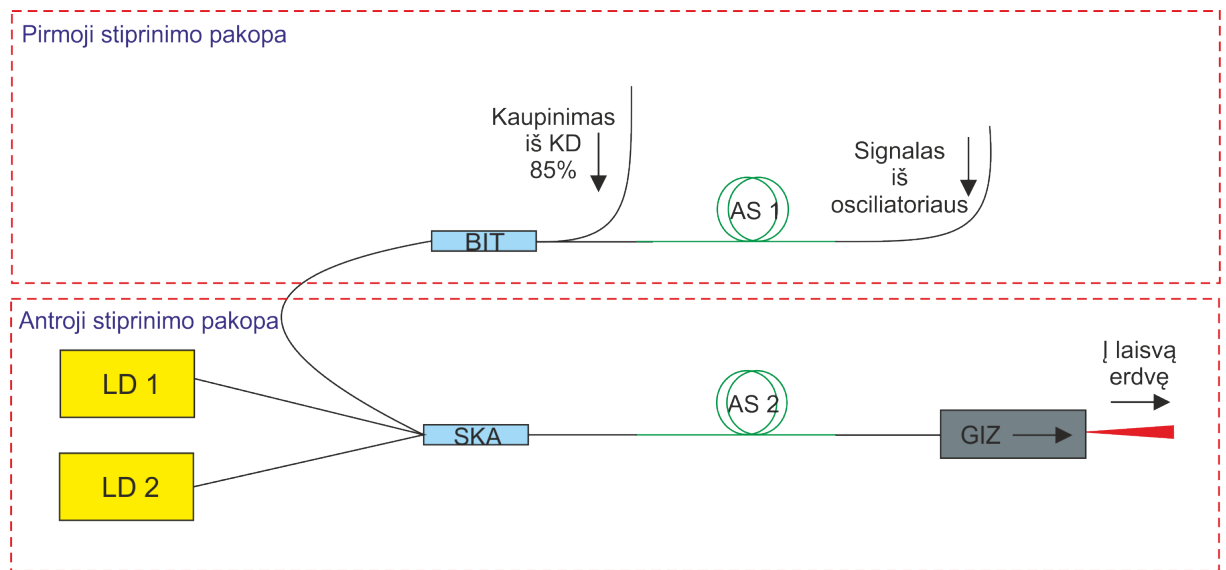 Pirmoji stiprinimo pakopa
Kaupinimas
iš KD
85%
Signalas
iš
osciliatoriaus
AS 1
BIT
Antroji stiprinimo pakopa
LD 1
LD 2
SKA
AS 2
GIZ
Į laisvą
erdvę